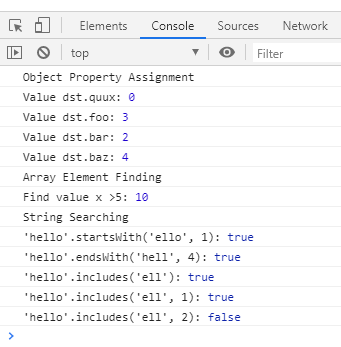 Elements Console Sources Network
top ▼ Filter
Object Property Assignment
Value dst.quux: 0
Value dst.foo: 3
Value dst.bar: 2
Value dst.baz: 4
Array Element Finding
Find value x >5: 10
String Searching
'hello'.startsWith('ello', 1): true
'hello'.endsWith('hell', 4): true
'hello'.includes('ell'): true
'hello'.includes('ell', 1): true
'hello'.includes('ell', 2): false